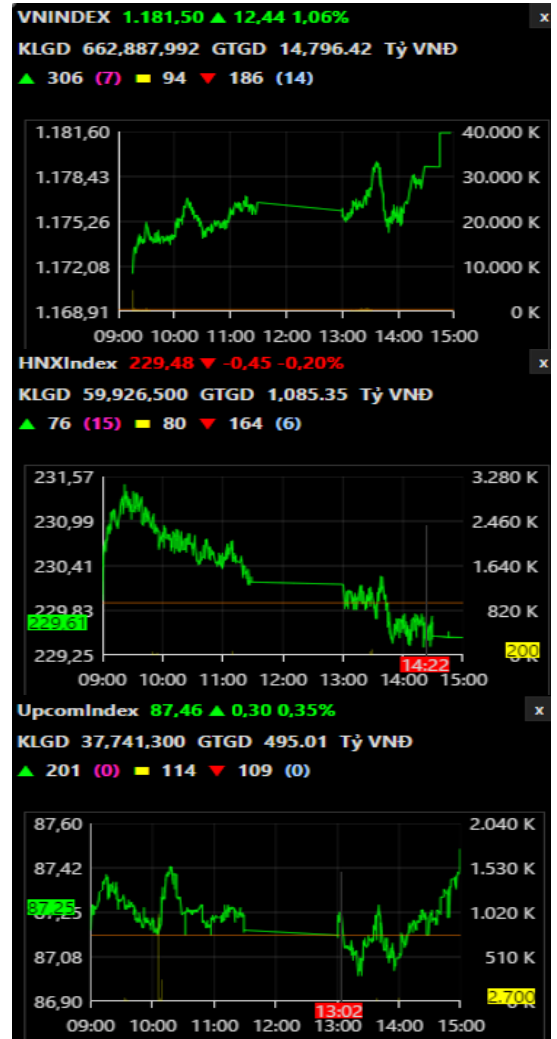 VNINDEX 1.181,50 ▲ 12,44 1,06% x
KLGD 662,887,992 GTGD 14,796.42 Tỷ VNĐ
▲ 306 (7) 94 ▼ 186 (14)
1.181,60 40.000 K
1.178,43 30.000 K
1.175,26 20.000 K
1.172,08 10.000 K
1.168,91 0 K
09:00 10:00 11:00 12:00 13:00 14:00 15:00
HNXIndex 229,48 ▼ -0,45 -0,20% x
KLGD 59,926,500 GTGD 1,085.35 Tỷ VNĐ
▲ 76 (15) 80 ▼ 164 (6)
231,57 3.280 K
230,99 2.460 K
230,41 1.640 K
229,83 820 K
229.61
229,25 200 K
14:22
09:00 10:00 11:00 12:00 13:00 14:00 15:00
UpcomIndex 87,46 ▲ 0,30 0,35% x
KLGD 37,741,300 GTGD 495.01 Tỷ VNĐ
▲ 201 (0) 114 ▼ 109 (0)
87,60 2.040 K
87,42 1.530 K
87.25 1.020 K
87,08 510 K
86,90 2.700
13:02
09:00 10:00 11:00 12:00 13:00 14:00 15:00